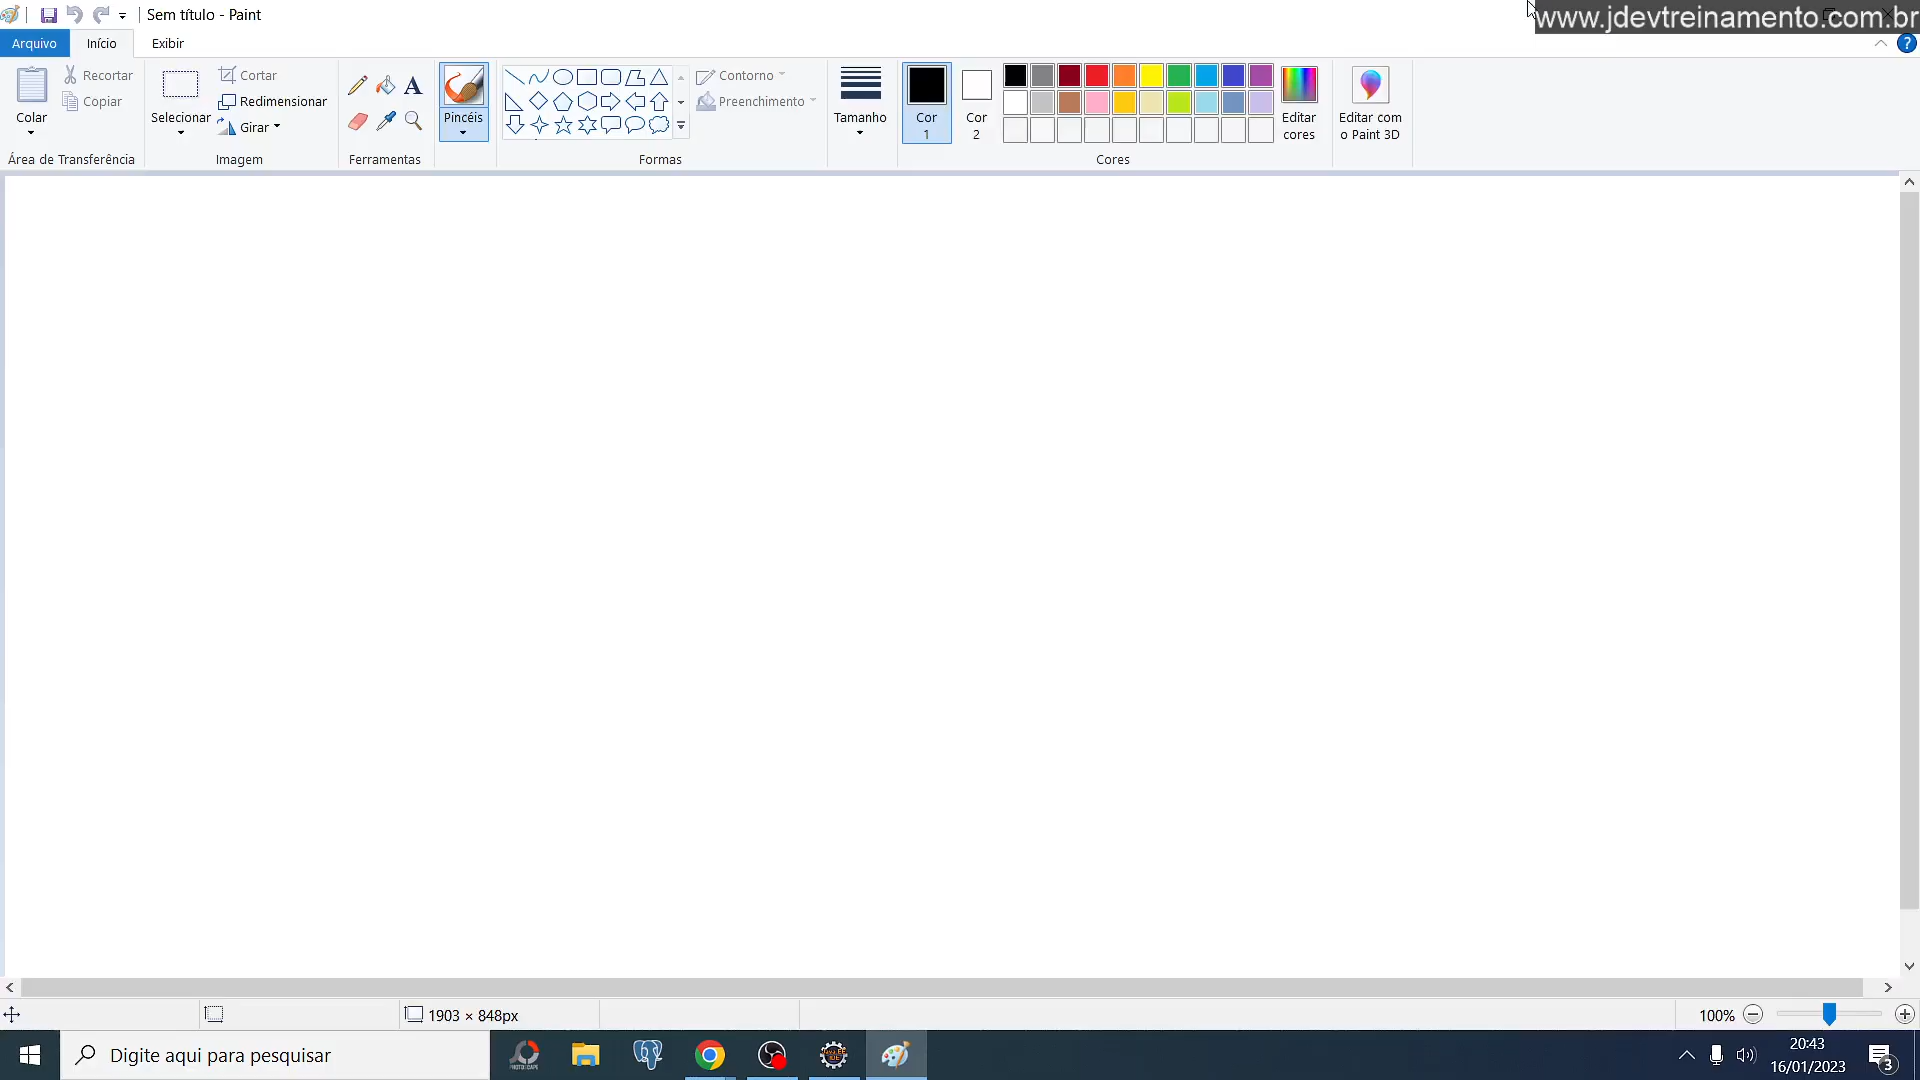 Sem título - Paint
www.jdevtreinamento.com.br
Arquivo
Início
Exibir
Colar
Recortar
Copiar
Área de Transferência
Selecionar
Cortar
Redimensionar
Girar
Imagem
A
Ferramentas
Pincéis
Contorno
Preenchimento
Formas
Tamanho
Cor
1
Cor
2
Cores
Editar
cores
Editar com
o Paint 3D
?
1903 × 848px
100%
Digite aqui para pesquisar
20:43
16/01/2023
3